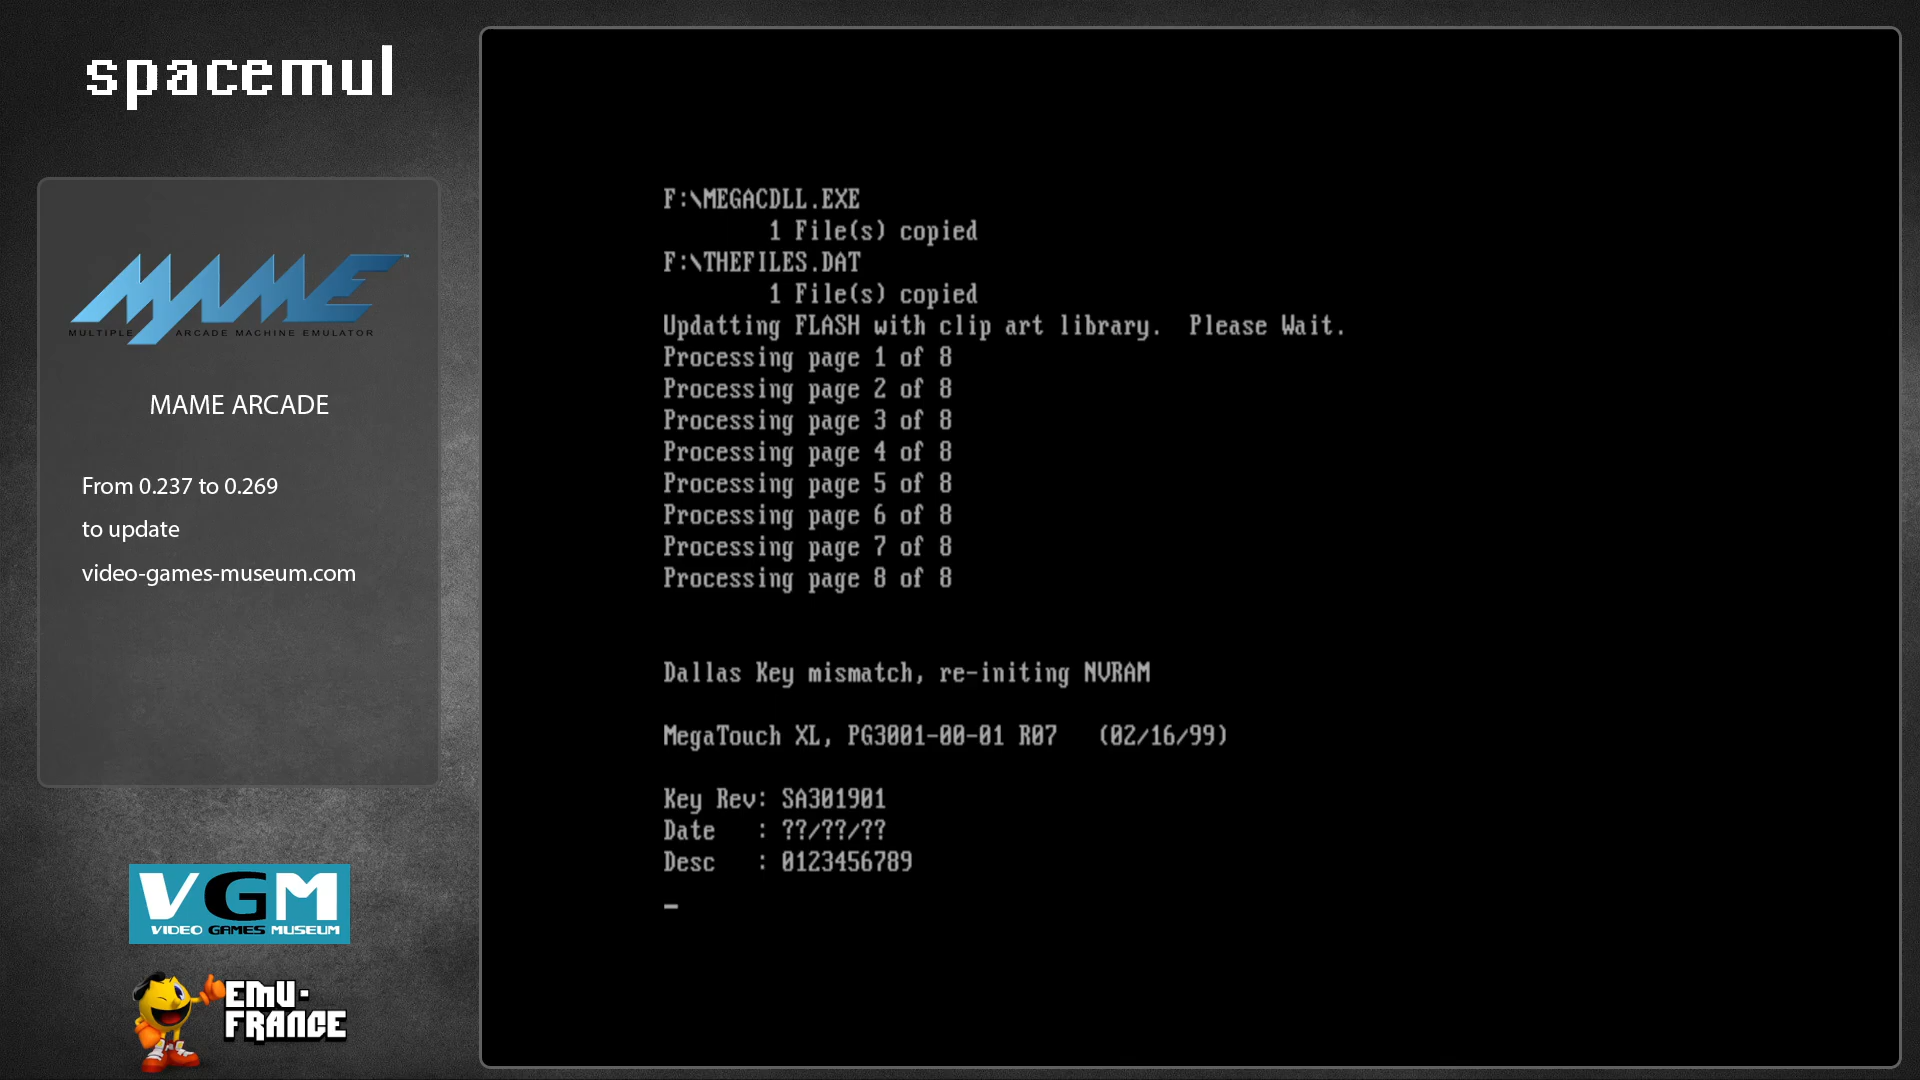 spacemul
MAME™
MULTIPLE ARCADE MACHINE EMULATOR
MAME ARCADE
From 0.237 to 0.269
to update
video-games-museum.com
VGM
VIDEO GAMES MUSEUM
EMU-
FRANCE
F:\MEGACDLL.EXE
1 File(s) copied
F:\THEFILES.DAT
1 File(s) copied
Updatting FLASH with clip art library.  Please Wait.
Processing page 1 of 8
Processing page 2 of 8
Processing page 3 of 8
Processing page 4 of 8
Processing page 5 of 8
Processing page 6 of 8
Processing page 7 of 8
Processing page 8 of 8
Dallas Key mismatch, re-initing NVRAM
MegaTouch XL, PG3001-00-01 R07   (02/16/99)
Key Rev: SA301901
Date   : ??/??/??
Desc   : 0123456789
_